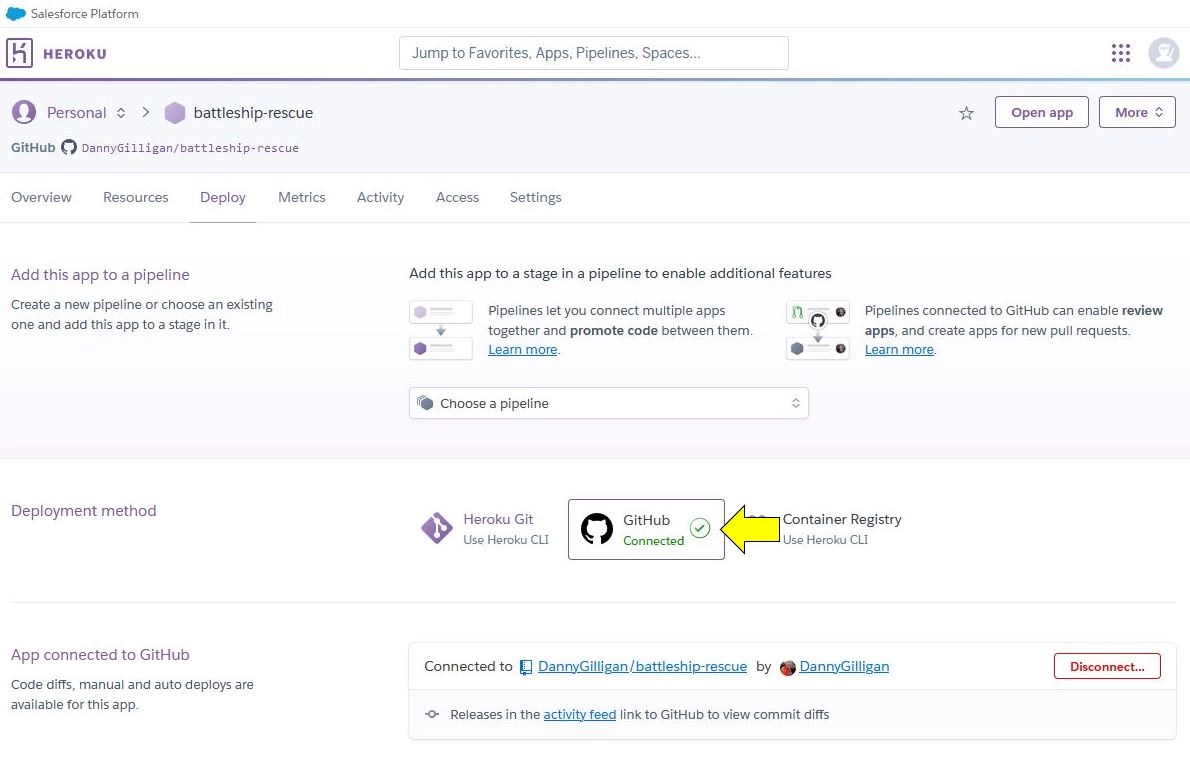 Salesforce Platform
HEROKU
Jump to Favorites, Apps, Pipelines, Spaces...
Personal
battleship-rescue
Open app
More
GitHub DannyGilligan/battleship-rescue
Overview
Resources
Deploy
Metrics
Activity
Access
Settings
Add this app to a pipeline
Create a new pipeline or choose an existing
one and add this app to a stage in it.
Add this app to a stage in a pipeline to enable additional features
Pipelines let you connect multiple apps
together and promote code between them.
Learn more.
Pipelines connected to GitHub can enable review
apps, and create apps for new pull requests.
Learn more.
Choose a pipeline
Deployment method
Heroku Git
Use Heroku CLI
GitHub
Connected
Container Registry
Use Heroku CLI
App connected to GitHub
Code diffs, manual and auto deploys are
available for this app.
Connected to DannyGilligan/battleship-rescue by DannyGilligan
Disconnect...
Releases in the activity feed link to GitHub to view commit diffs